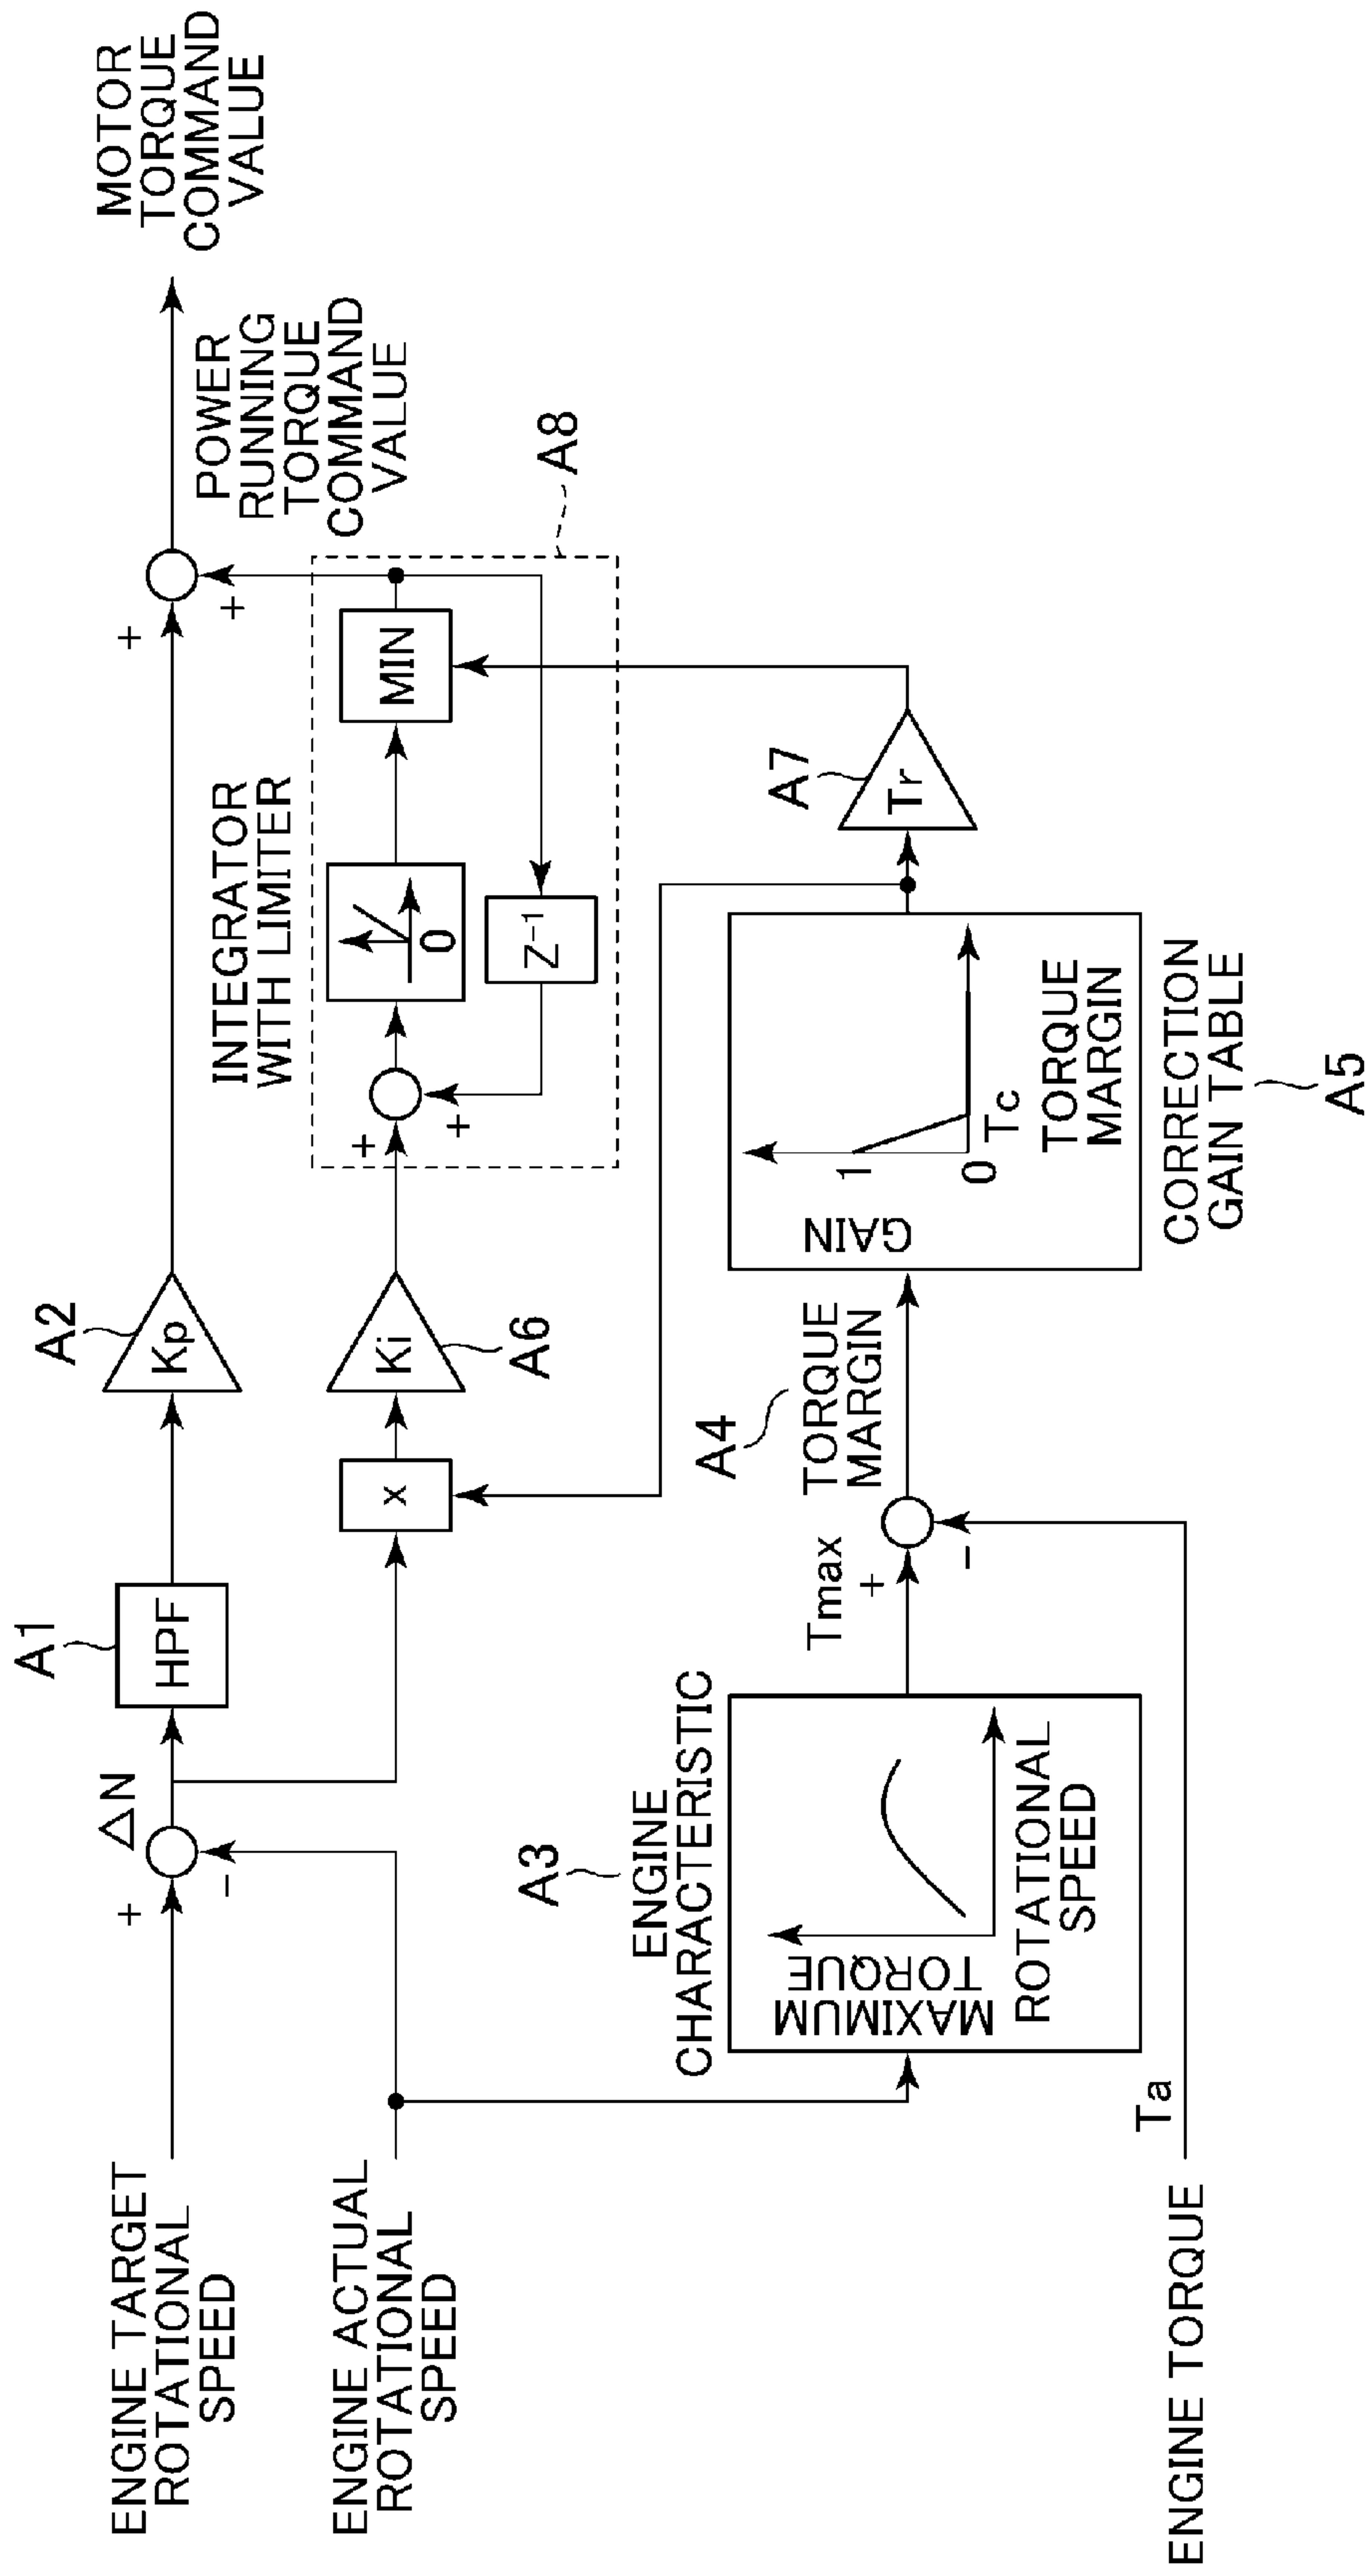 ENGINE TARGET
ROTATIONAL
SPEED
+
-
△N
A1
HPF
A2
Kp
+
+
MOTOR
TORQUE
COMMAND
VALUE
POWER
RUNNING
TORQUE
COMMAND
VALUE
ENGINE ACTUAL
ROTATIONAL
SPEED
x
Ki
A6
INTEGRATOR
WITH LIMITER
+
+
0
MIN
Z⁻¹
A8
A3
ENGINE
CHARACTERISTIC
MAXIMUM
TORQUE
ROTATIONAL
SPEED
Tmax
+
-
A4
TORQUE
MARGIN
GAIN
1
0
Tc
TORQUE
MARGIN
CORRECTION
GAIN TABLE
A5
A7
Tr
ENGINE TORQUE
Ta